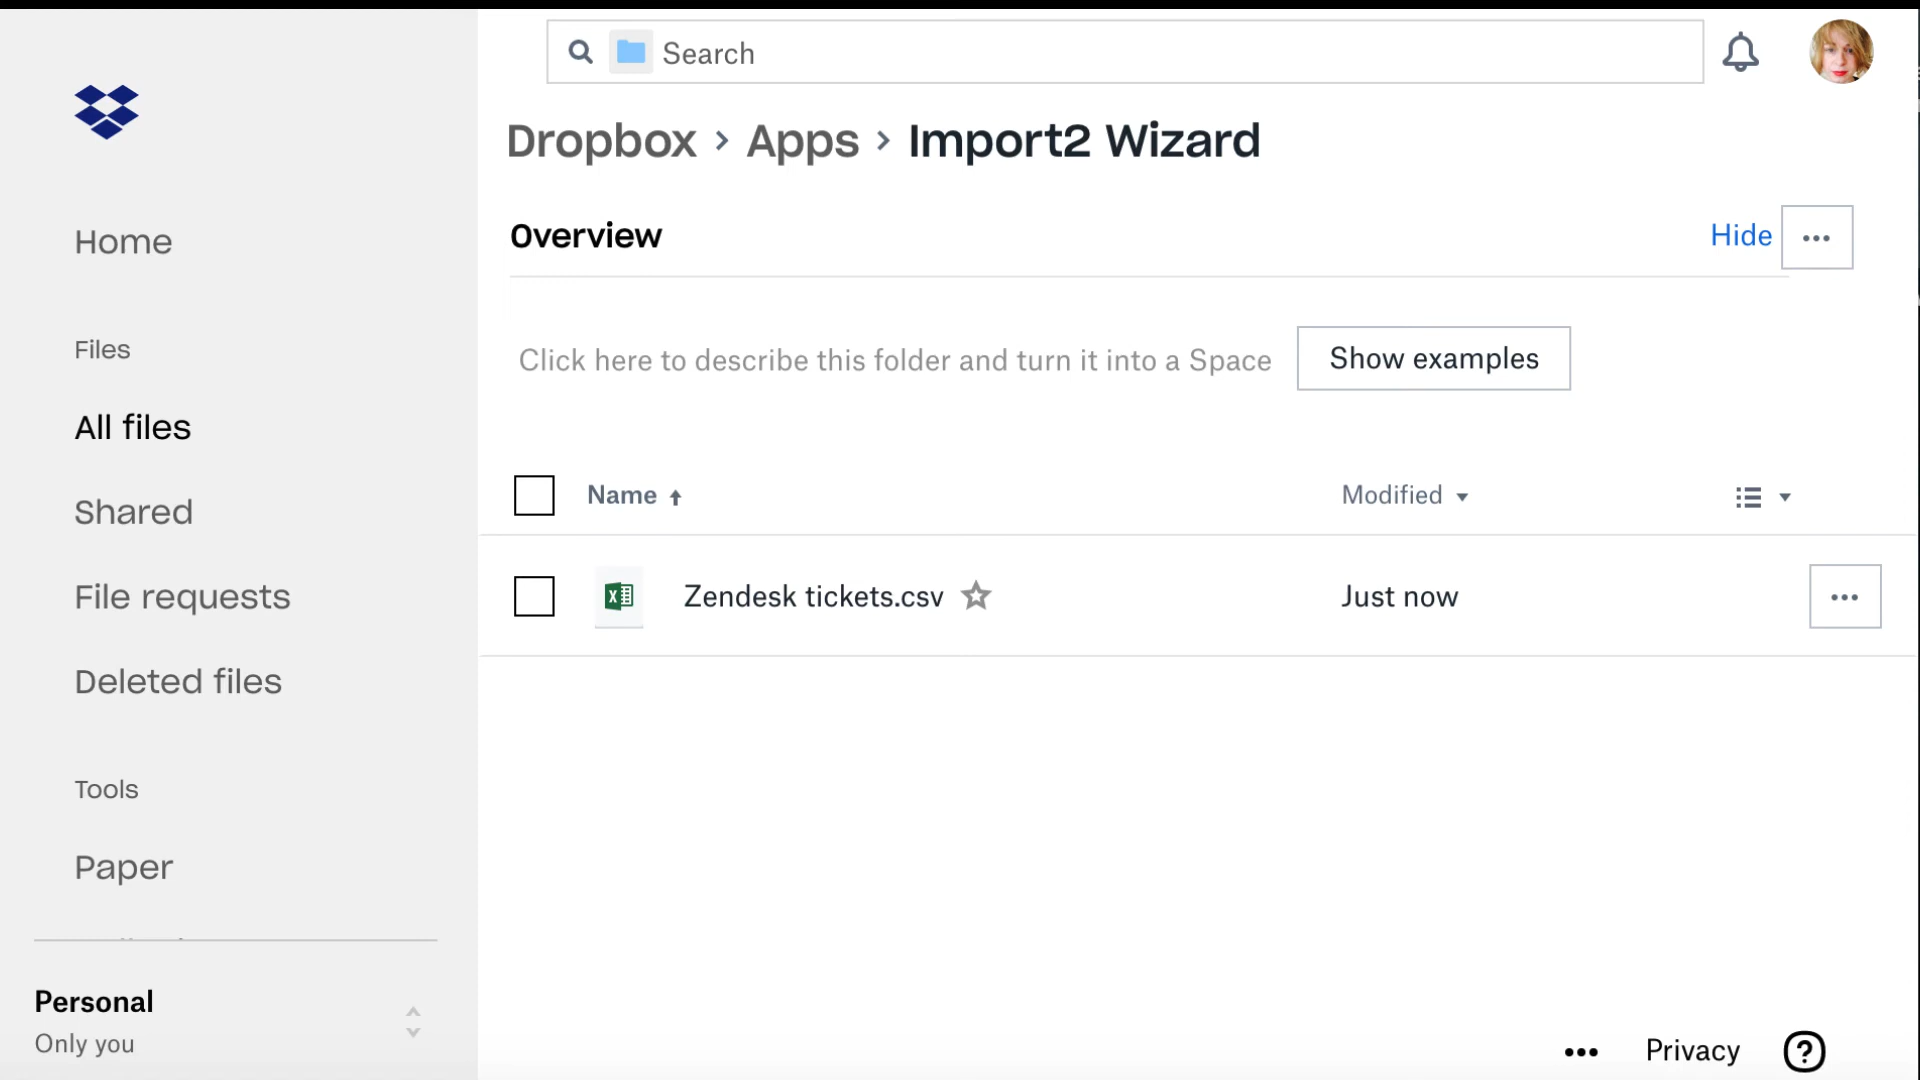 Search
Dropbox › Apps › Import2 Wizard
Overview
Hide
Click here to describe this folder and turn it into a Space
Show examples
Name
Modified
Zendesk tickets.csv
Just now
Home
Files
All files
Shared
File requests
Deleted files
Tools
Paper
Personal
Only you
Privacy